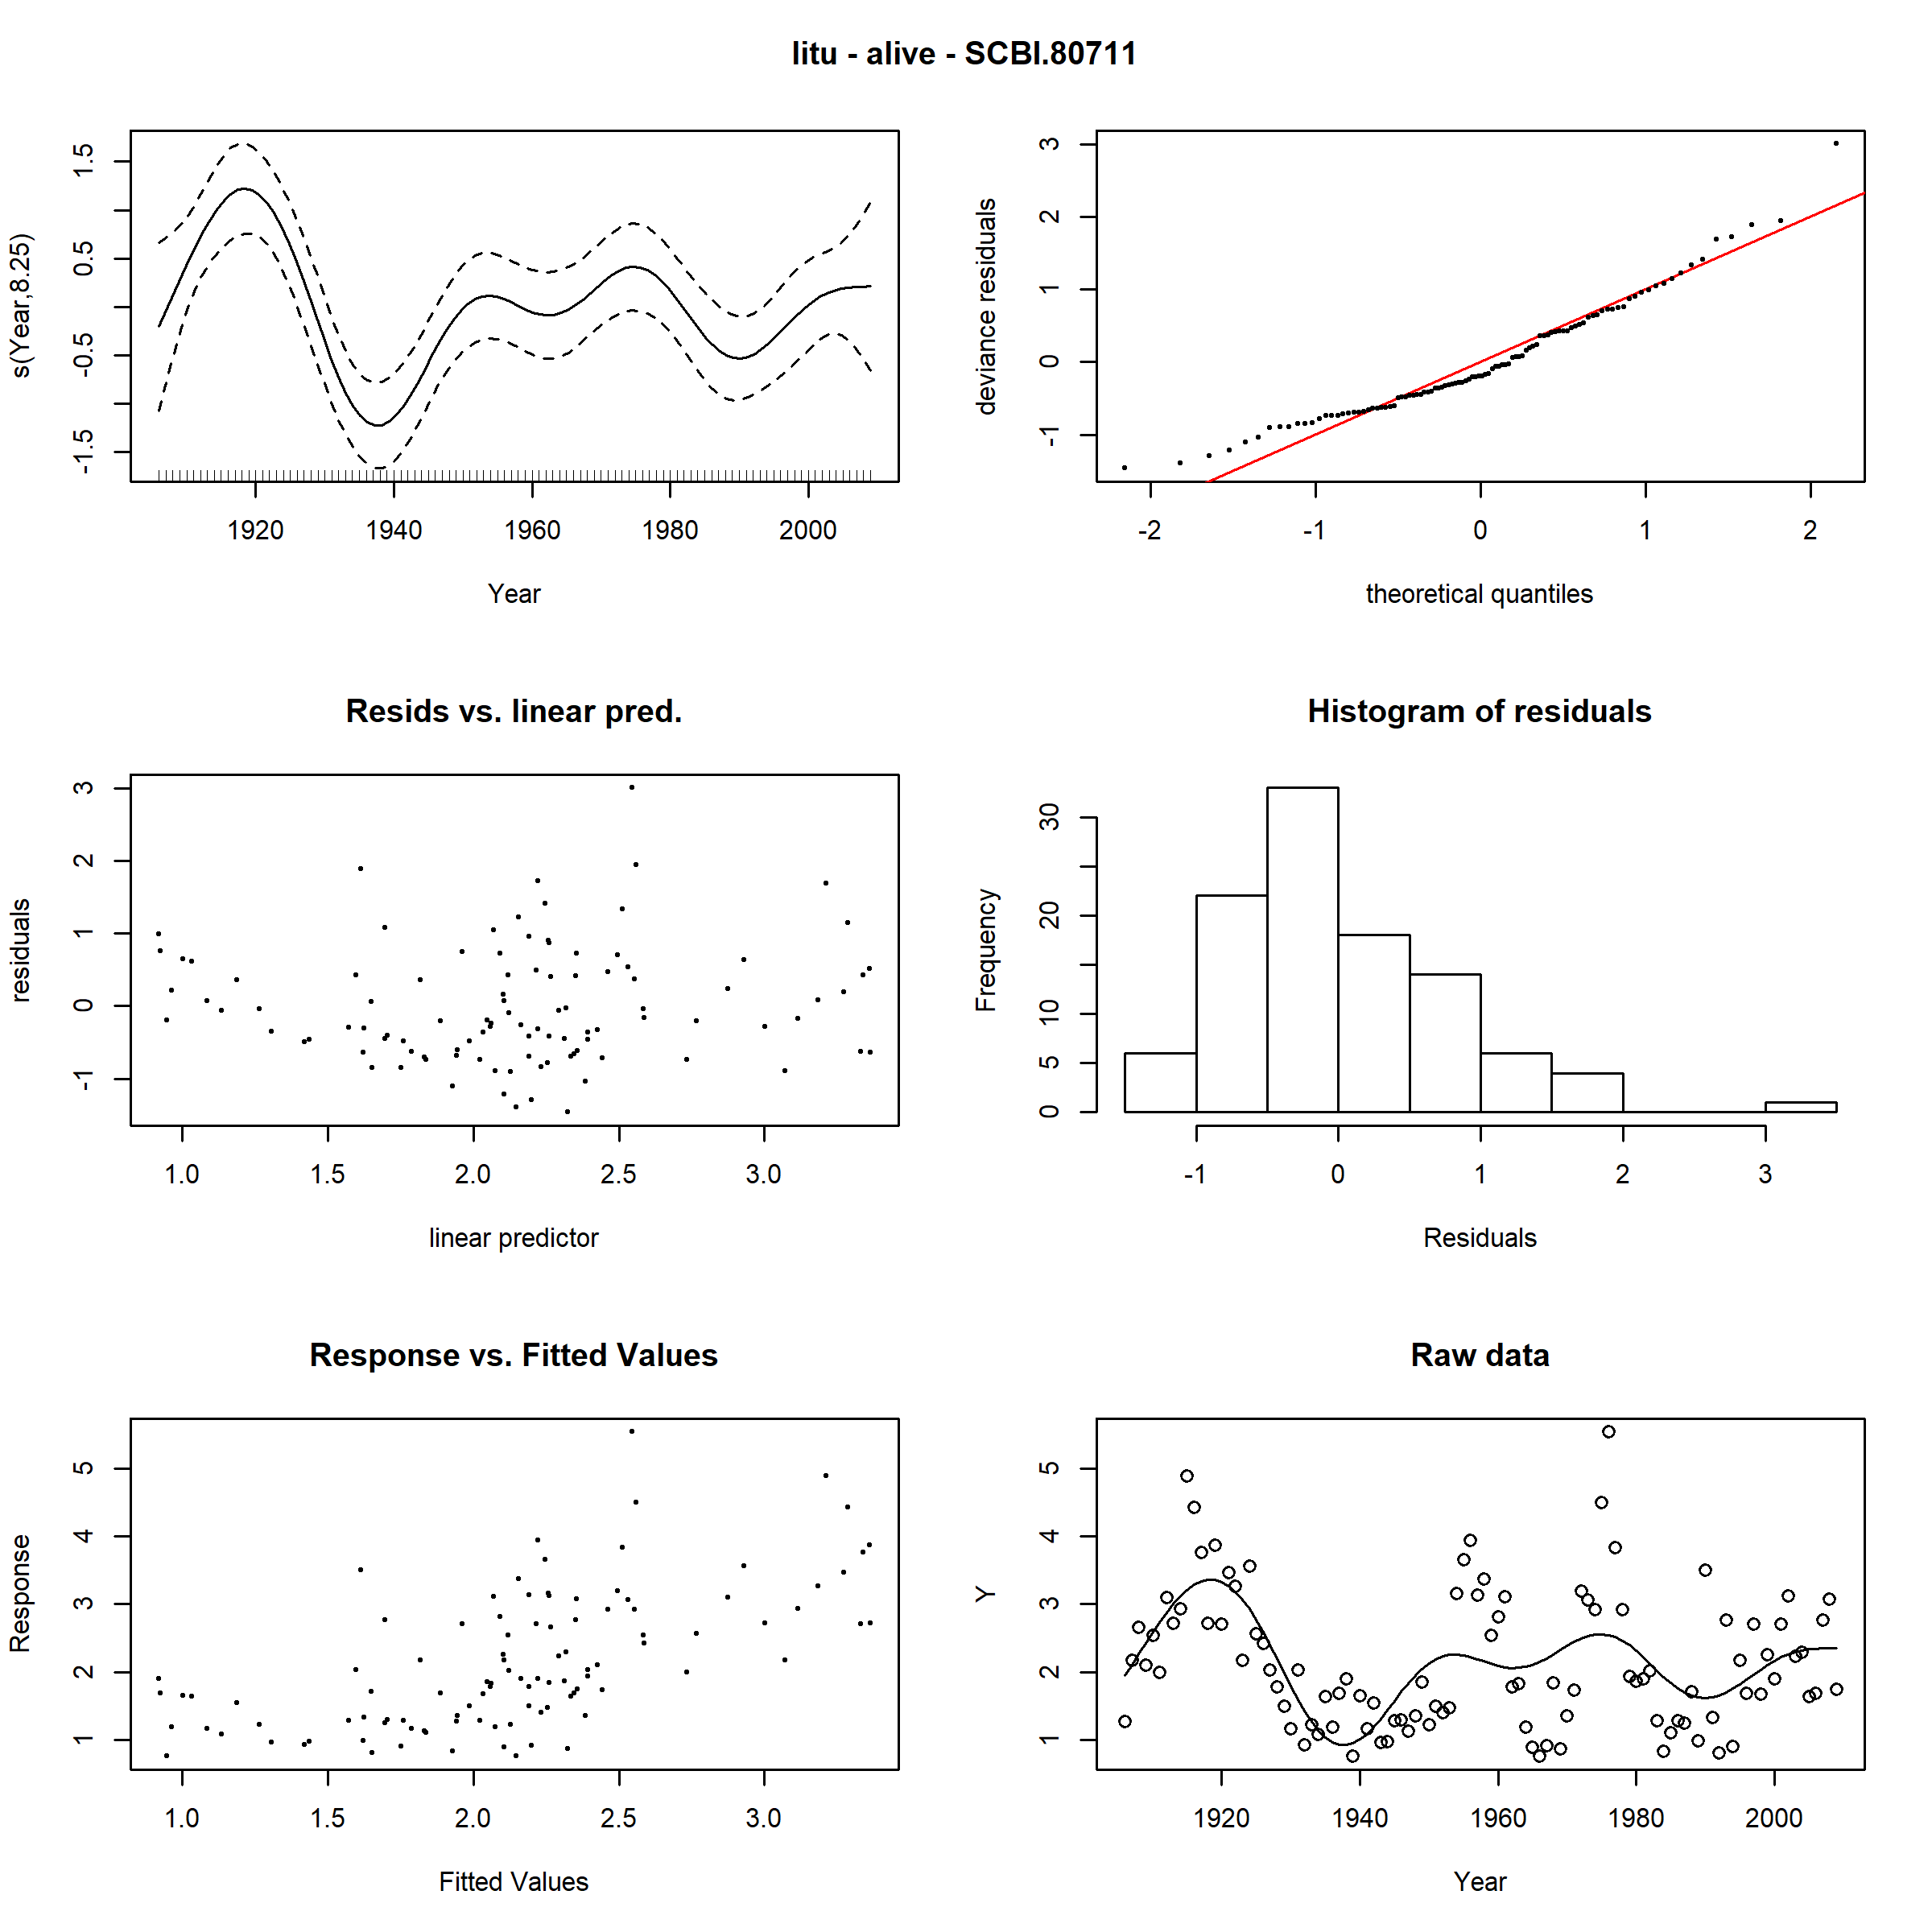 litu - alive - SCBI.80711
s(Year,8.25)
1.5
0.5
-0.5
-1.5
1920 1940 1960 1980 2000
Year
deviance residuals
3
2
1
0
-1
-2 -1 0 1 2
theoretical quantiles
Resids vs. linear pred.
residuals
3
2
1
0
-1
1.0 1.5 2.0 2.5 3.0
linear predictor
Histogram of residuals
Frequency
30
20
10
5
0
-1 0 1 2 3
Residuals
Response vs. Fitted Values
Response
5
4
3
2
1
1.0 1.5 2.0 2.5 3.0
Fitted Values
Raw data
Y
5
4
3
2
1
1920 1940 1960 1980 2000
Year